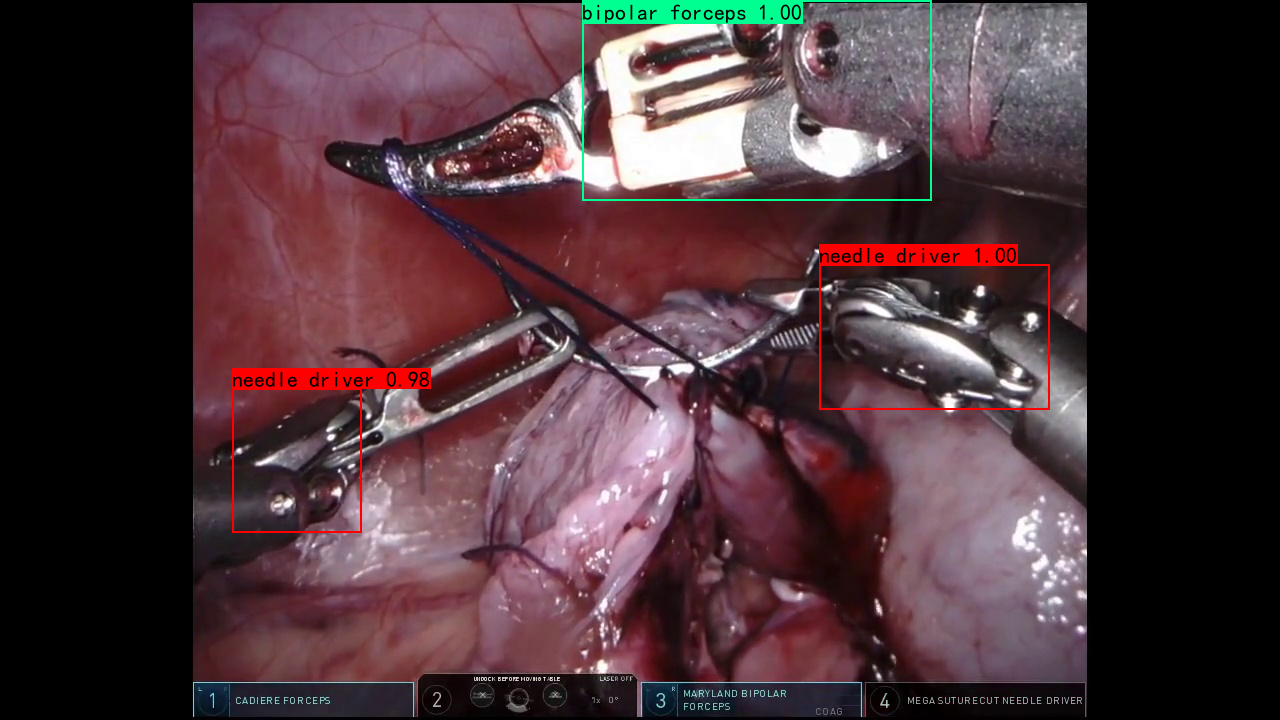 bipolar forceps 1.00
needle driver 1.00
needle driver 0.98
UNDOCK BEFORE MOVING TABLE
LASER OFF
1 CADIERE FORCEPS
2
1x 0°
3 MARYLAND BIPOLAR
FORCEPS
COAG
4 MEGA SUTURECUT NEEDLE DRIVER